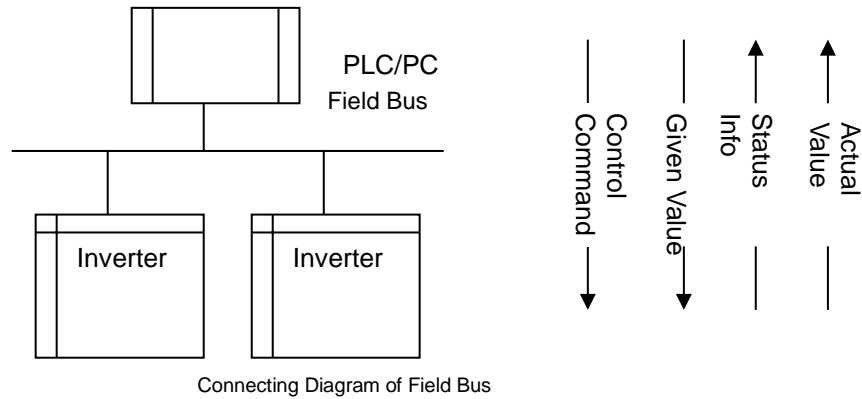 PLC/PC
Field Bus
Inverter
Inverter
Control
Command
Given Value
Status
Info
Actual
Value
Connecting Diagram of Field Bus